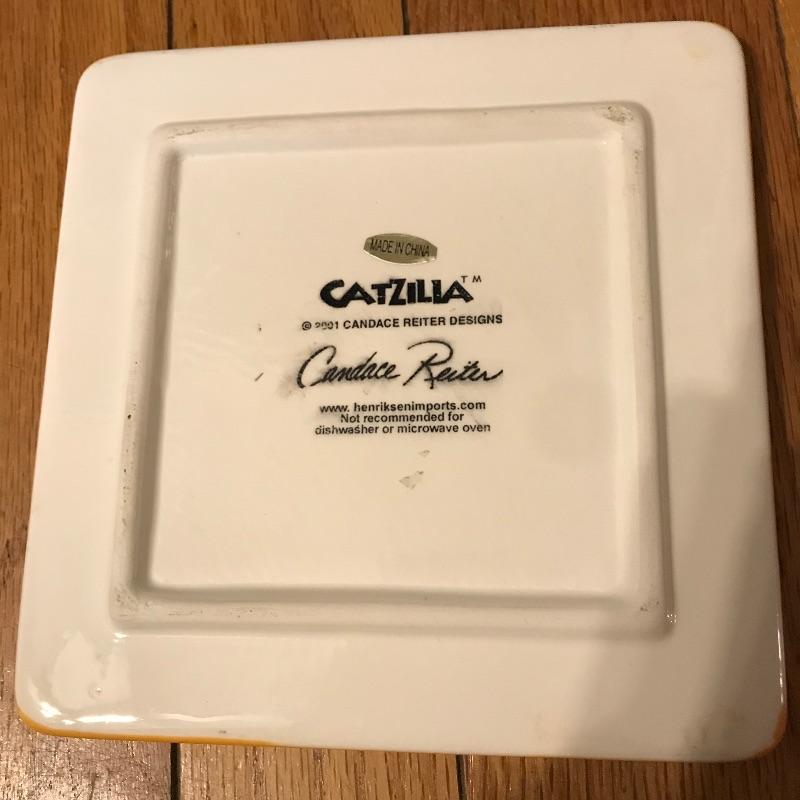 MADE IN CHINA
CATZILLA™
© 2001 CANDACE REITER DESIGNS
Candace Reiter
www. henriksenimports.com
Not recommended for
dishwasher or microwave oven